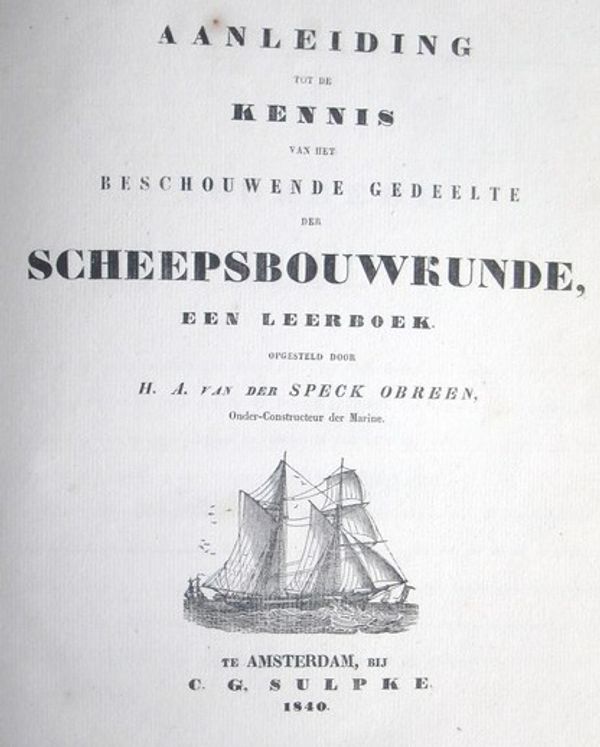 AANLEIDING
TOT DE
KENNIS
VAN HET
BESCHOUWENDE GEDEELTE
DER
SCHEEPSBOUWKUNDE,
EEN LEERBOEK.
OPGESTELD DOOR
H. A. VAN DER SPECK OBREEN,
Onder-Constructeur der Marine.
TE AMSTERDAM, BIJ
C. G. SULPKE.
1840.